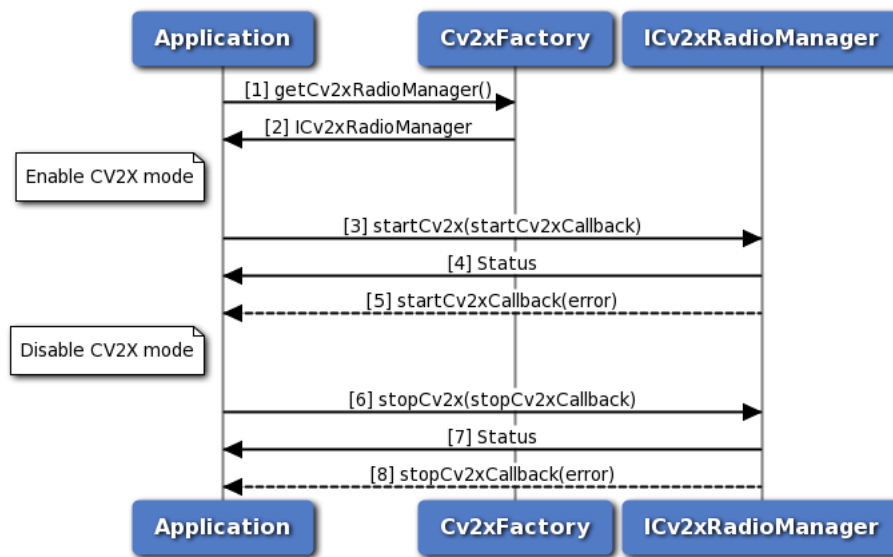 Application
Cv2xFactory
ICv2xRadioManager
[1] getCv2xRadioManager()
[2] ICv2xRadioManager
Enable CV2X mode
[3] startCv2x(startCv2xCallback)
[4] Status
[5] startCv2xCallback(error)
Disable CV2X mode
[6] stopCv2x(stopCv2xCallback)
[7] Status
[8] stopCv2xCallback(error)
Application
Cv2xFactory
ICv2xRadioManager